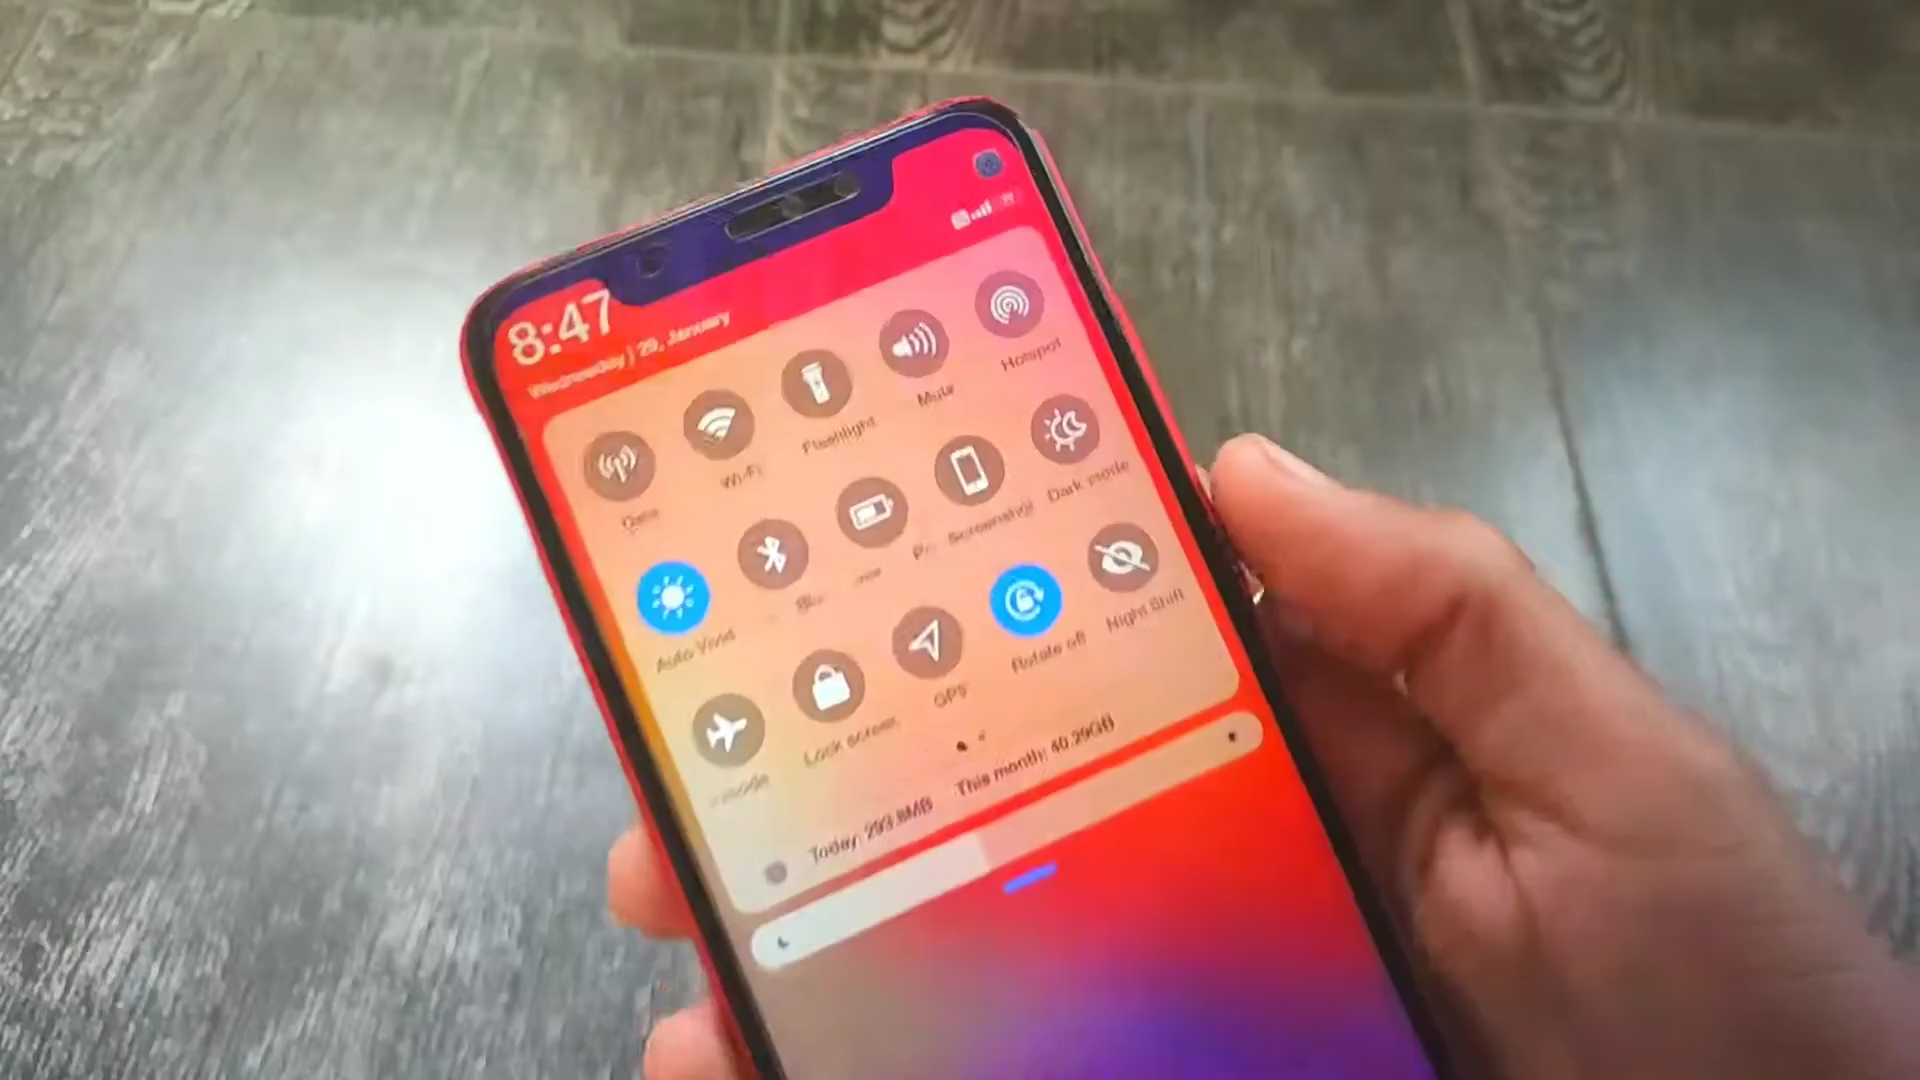 8:47
Wednesday | 29, January
Data
Wi-Fi
Flashlight
Mute
Hotspot
Auto Vivid
Screenshot
Dark mode
Lock screen
GPS
Rotate off
Night Shift
Today: 293.8MB This month: 40.29GB